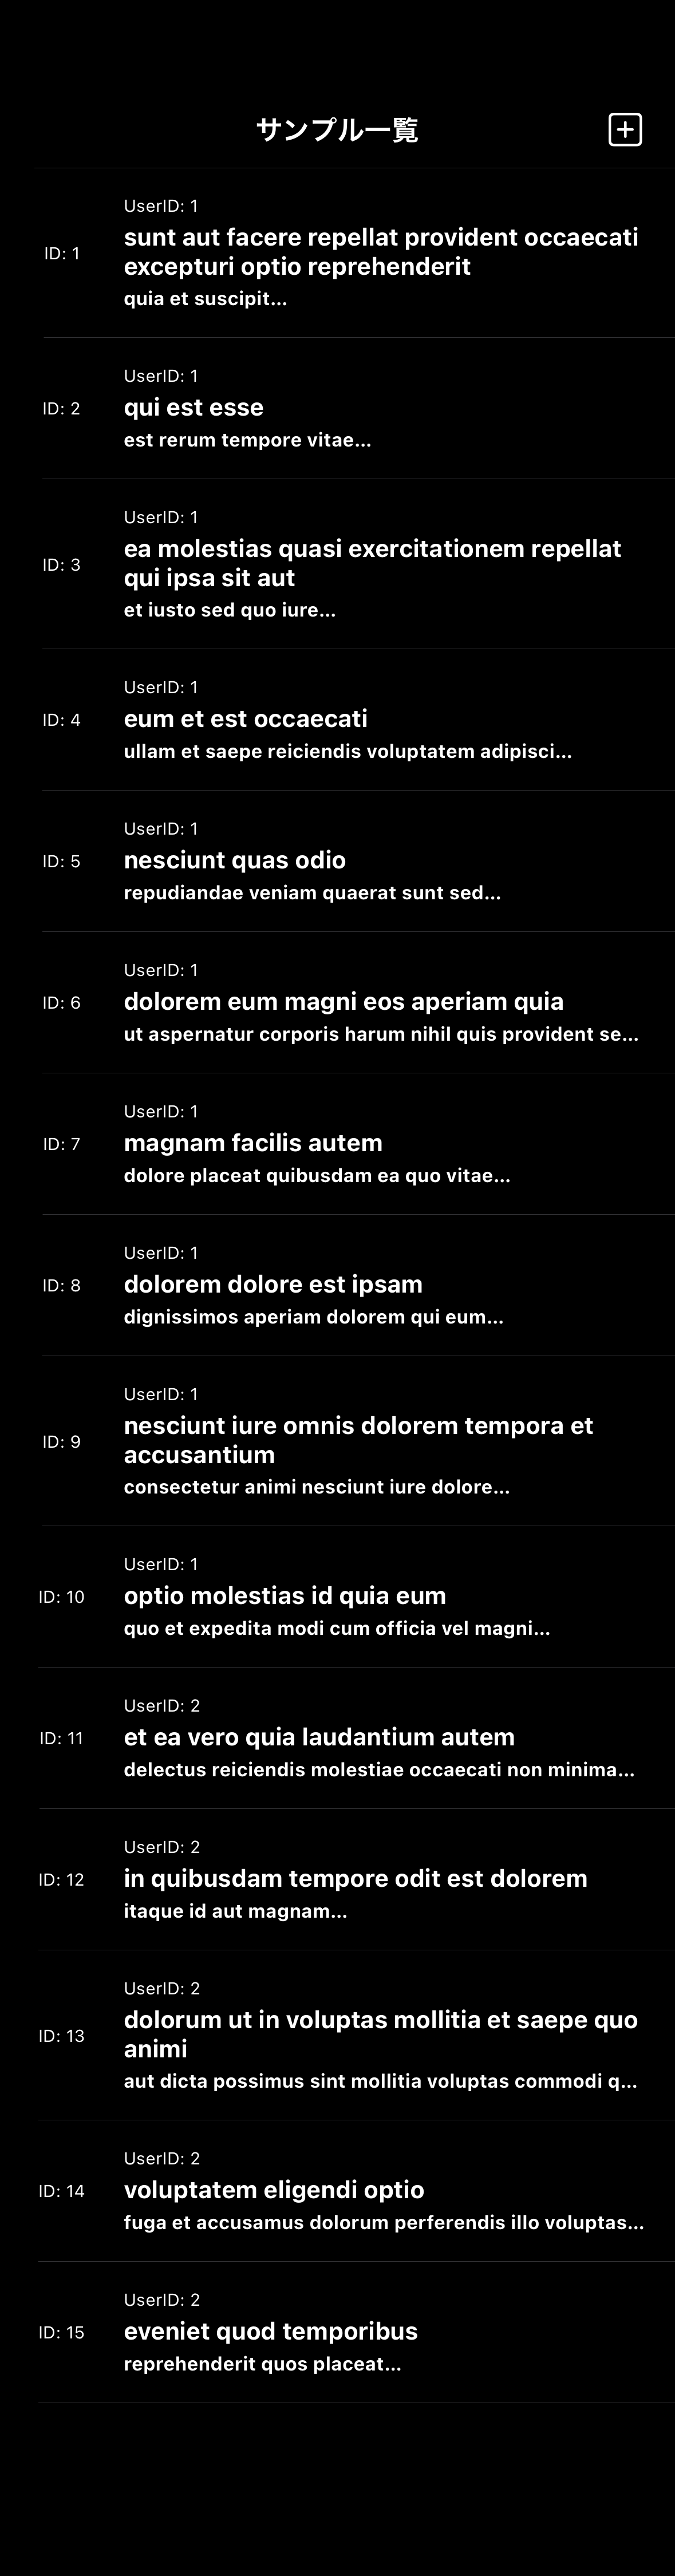 サンプル一覧
UserID: 1
ID: 1
sunt aut facere repellat provident occaecati
excepturi optio reprehenderit
quia et suscipit...
UserID: 1
ID: 2
qui est esse
est rerum tempore vitae...
UserID: 1
ea molestias quasi exercitationem repellat
ID: 3
qui ipsa sit aut
et iusto sed quo iure...
UserID: 1
ID: 4
eum et est occaecati
ullam et saepe reiciendis voluptatem adipisci...
UserID: 1
ID: 5
nesciunt quas odio
repudiandae veniam quaerat sunt sed...
UserID: 1
ID: 6
dolorem eum magni eos aperiam quia
ut aspernatur corporis harum nihil quis provident se...
UserID: 1
ID: 7
magnam facilis autem
dolore placeat quibusdam ea quo vitae...
UserID: 1
ID: 8
dolorem dolore est ipsam
dignissimos aperiam dolorem qui eum...
UserID: 1
ID: 9
nesciunt iure omnis dolorem tempora et
accusantium
consectetur animi nesciunt iure dolore...
UserID: 1
ID: 10
optio molestias id quia eum
quo et expedita modi cum officia vel magni...
UserID: 2
ID: 11
et ea vero quia laudantium autem
delectus reiciendis molestiae occaecati non minima...
UserID: 2
ID: 12
in quibusdam tempore odit est dolorem
itaque id aut magnam...
UserID: 2
ID: 13
dolorum ut in voluptas mollitia et saepe quo
animi
aut dicta possimus sint mollitia voluptas commodi q...
UserID: 2
ID: 14
voluptatem eligendi optio
fuga et accusamus dolorum perferendis illo voluptas...
UserID: 2
ID: 15
eveniet quod temporibus
reprehenderit quos placeat...